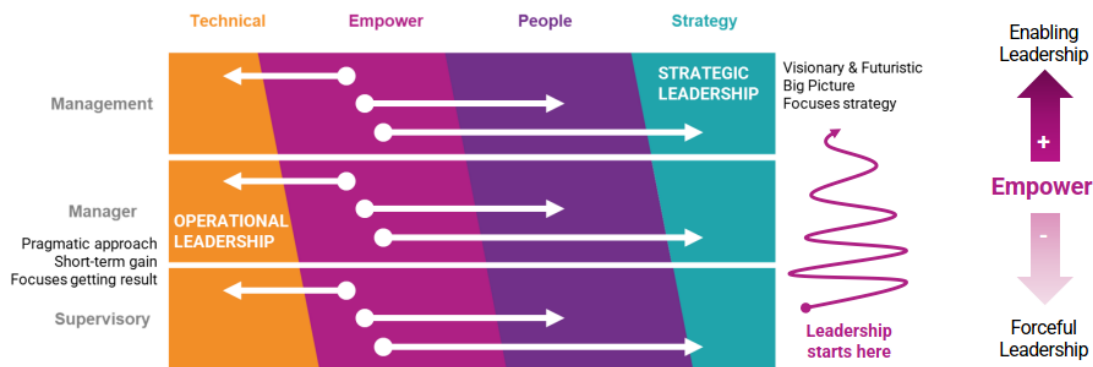 Technical
Empower
People
Strategy
Management
STRATEGIC
LEADERSHIP
Visionary & Futuristic
Big Picture
Focuses strategy
Manager
Pragmatic approach
Short-term gain
Focuses getting result
OPERATIONAL
LEADERSHIP
Supervisory
Leadership
starts here
Enabling
Leadership
+
Empower
-
Forceful
Leadership